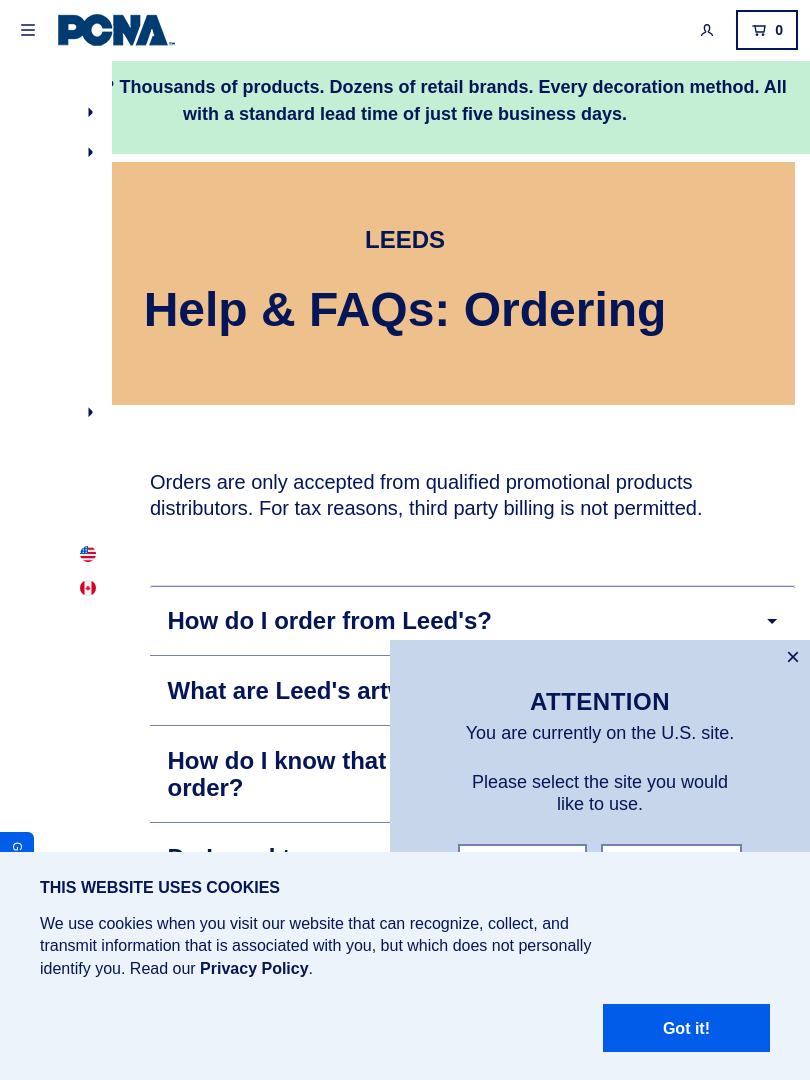 PCNA
0
Thousands of products. Dozens of retail brands. Every decoration method. All
with a standard lead time of just five business days.
LEEDS
Help & FAQs: Ordering
Orders are only accepted from qualified promotional products
distributors. For tax reasons, third party billing is not permitted.
How do I order from Leed's?
What are Leed's
How do I know that
order?
ATTENTION
You are currently on the U.S. site.
Please select the site you would
like to use.
G
THIS WEBSITE USES COOKIES
We use cookies when you visit our website that can recognize, collect, and
transmit information that is associated with you, but which does not personally
identify you. Read our Privacy Policy.
Got it!